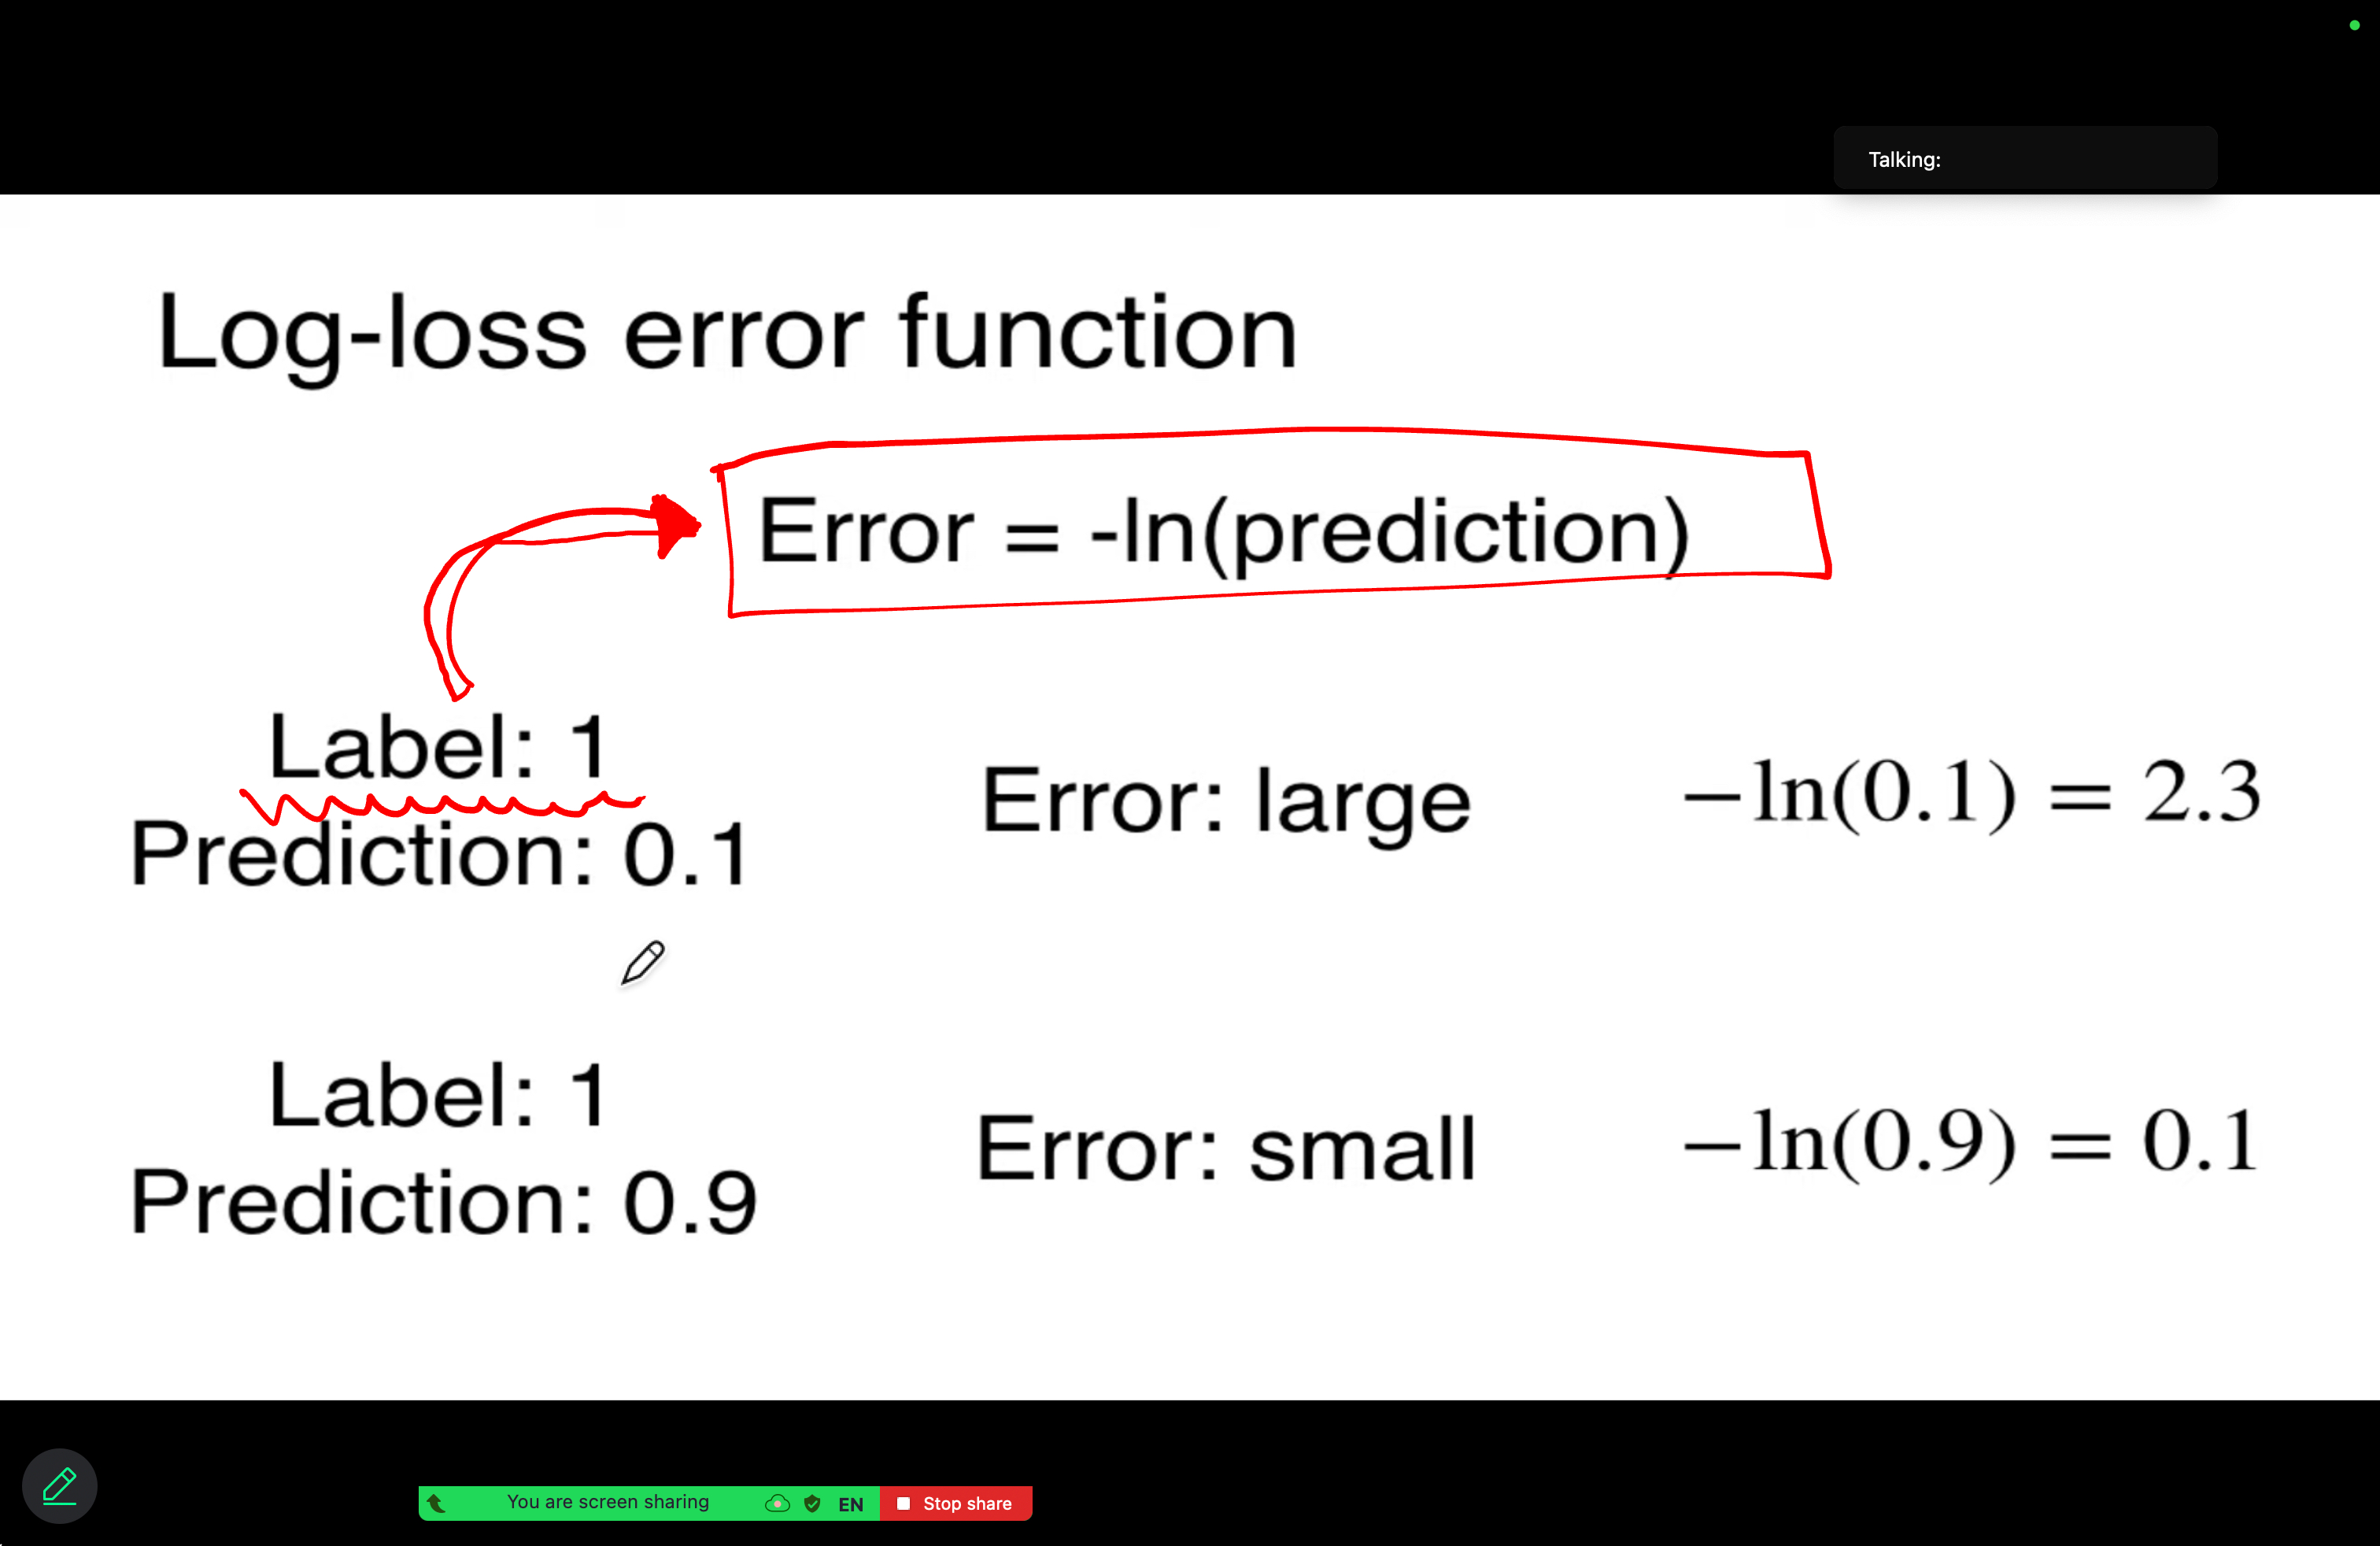 Talking:
Log-loss error function
Error = -ln(prediction)
Label: 1
Prediction: 0.1
Error: large
−ln(0.1) = 2.3
Label: 1
Prediction: 0.9
Error: small
−ln(0.9) = 0.1
You are screen sharing EN Stop share